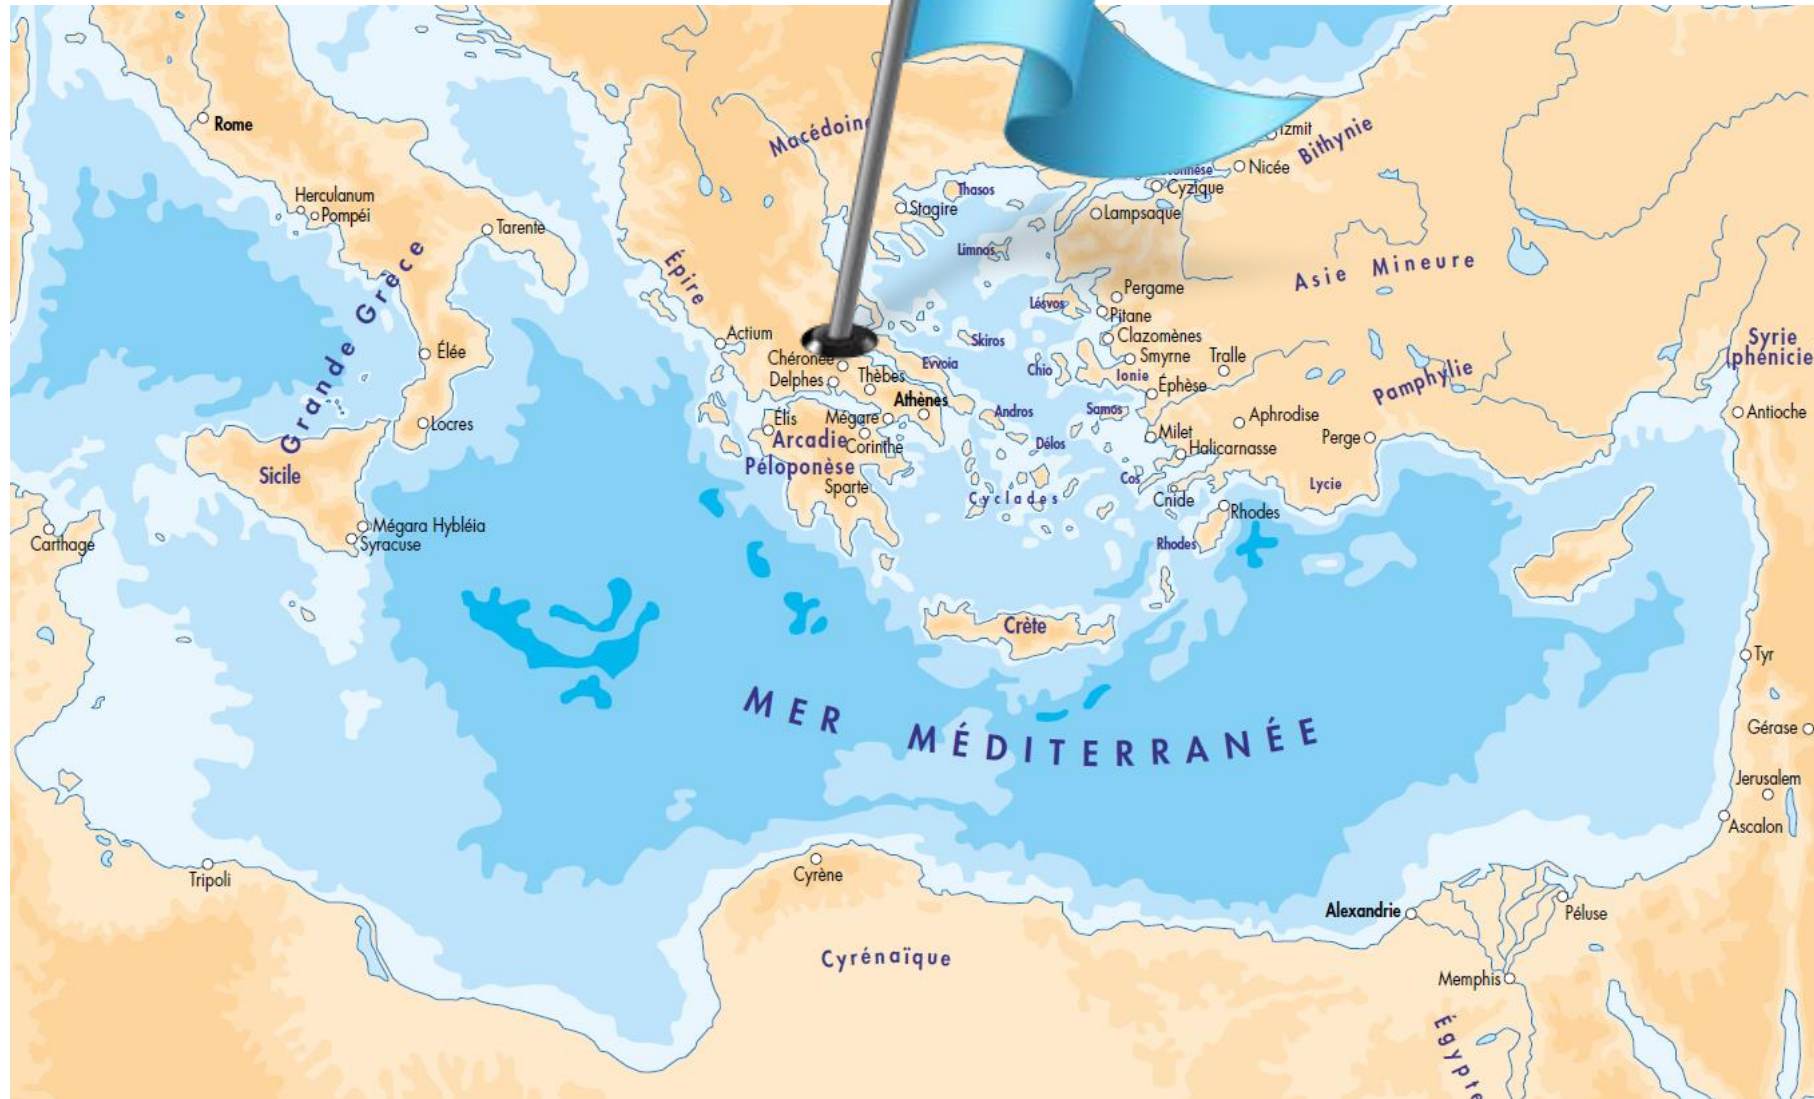 Macédoine
Izmit
Bithynie
Rome
Nicée
Cyzique
Thasos
Herculanum
Pompéi
Stagire
Lampsaque
Tarente
Limnos
Grande Grèce
Épire
Asie Mineure
Pergame
Lésvos
Pitane
Actium
Clazomènes
Skiros
Syrie
(phénicie
Élée
Chéronée
Smyrne
Tralle
Evvoia
Chio
Ionie
Delphes
Thèbes
Éphèse
Pamphylie
Athènes
Andros
Samos
Aphrodise
Antioche
Élis
Mégare
Locres
Arcadie
Corinthe
Délos
Milet
Perge
Halicarnasse
Sicile
Péloponèse
Cos
Lycie
Sparte
Cyclades
Cnide
Rhodes
Mégara Hybléia
Syracuse
Carthage
Rhodes
Crète
Tyr
MER MÉDITERRANÉE
Gérase
Jerusalem
Ascalon
Tripoli
Cyrène
Alexandrie
Péluse
Cyrénaïque
Memphis
Égypte